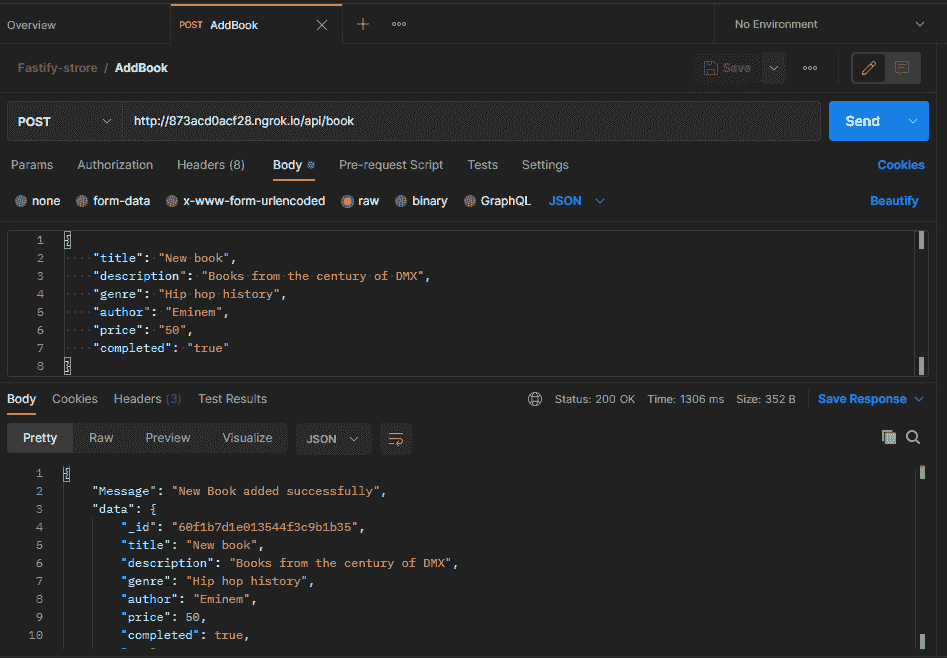 Overview
POST AddBook
No Environment
Fastify-strore / AddBook
Save
POST
http://873acd0acf28.ngrok.io/api/book
Send
Params Authorization Headers (8) Body Pre-request Script Tests Settings Cookies
none form-data x-www-form-urlencoded raw binary GraphQL JSON Beautify
1 {
2 "title": "New book",
3 "description": "Books from the century of DMX",
4 "genre": "Hip hop history",
5 "author": "Eminem",
6 "price": "50",
7 "completed": "true"
8 }
Body Cookies Headers (3) Test Results Status: 200 OK Time: 1306 ms Size: 352 B Save Response
Pretty Raw Preview Visualize JSON
1 {
2 "Message": "New Book added successfully",
3 "data": {
4 "_id": "60f1b7d1e013544f3c9b1b35",
5 "title": "New book",
6 "description": "Books from the century of DMX",
7 "genre": "Hip hop history",
8 "author": "Eminem",
9 "price": 50,
10 "completed": true,